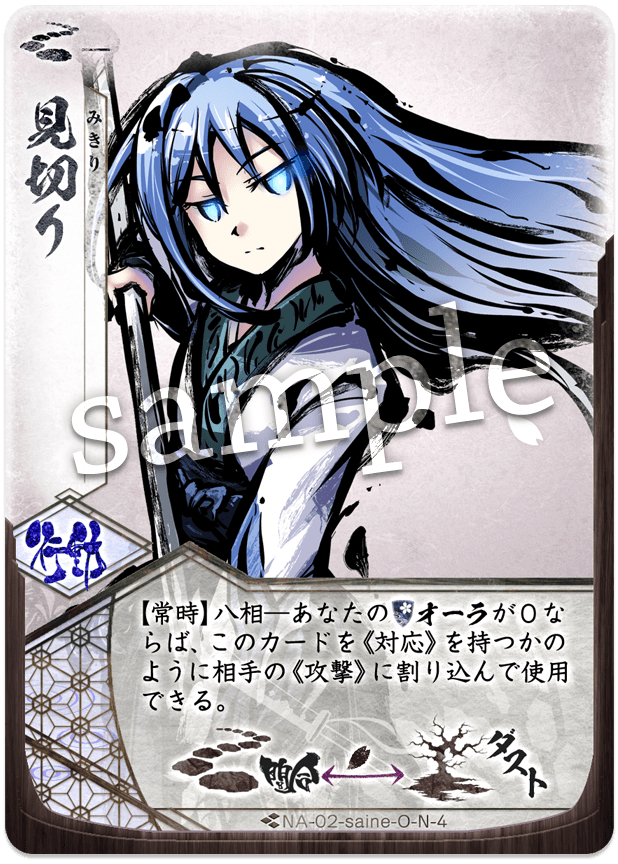 見切り
みきり
sample
行動
【常時】八相―あなたのオーラが0な
らば、このカードを《対応》を持つかの
ように相手の《攻撃》に割り込んで使用
できる。
間合
ダスト
NA-02-saine-O-N-4